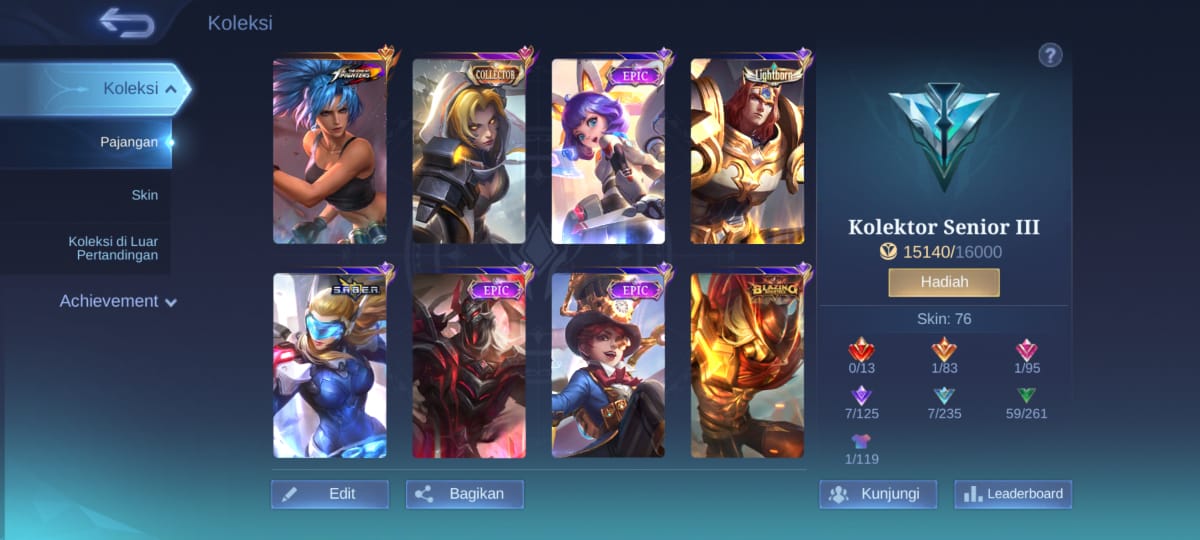 Koleksi
Koleksi
Pajangan
Skin
Koleksi di Luar
Pertandingan
Achievement
THE KING OF
FIGHTERS
COLLECTOR
EPIC
Lightborn
S.A.B.E.R.
EPIC
EPIC
BLAZING
Edit
Bagikan
?
Kolektor Senior III
15140/16000
Hadiah
Skin: 76
0/13
1/83
1/95
7/125
7/235
59/261
1/119
Kunjungi
Leaderboard